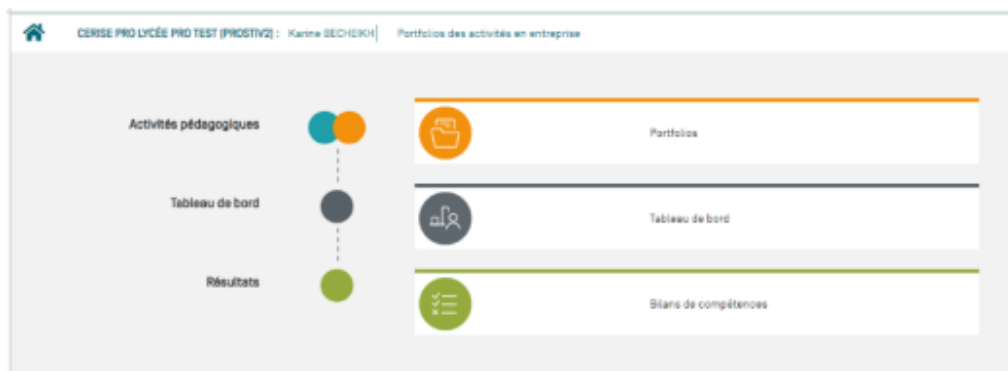 CERISE PRO LYCÉE PRO TEST (PROSTIV2) : Karine BECHEIKH Portfolios des activités en entreprise
Activités pédagogiques
Portfolios
Tableau de bord
Tableau de bord
Résultats
Bilans de compétences